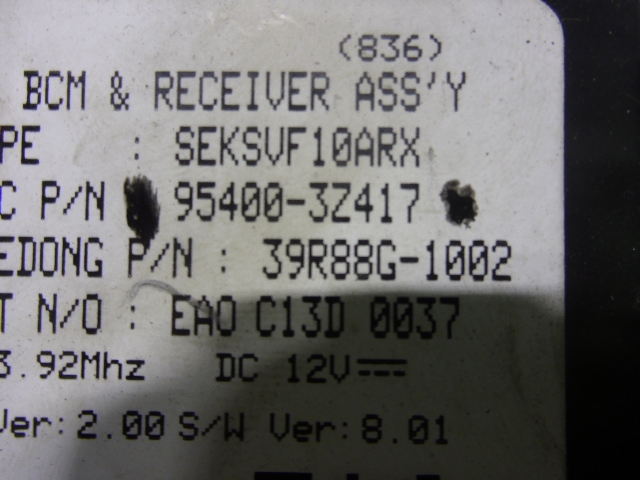 (836)
BCM & RECEIVER ASS'Y
PE : SEKSVF10ARX
C P/N 95400-3Z417
EDONG P/N : 39R88G-1002
T N/O : EAO C13D 0037
3.92Mhz DC 12V
Ver: 2.00 S/W Ver: 8.01